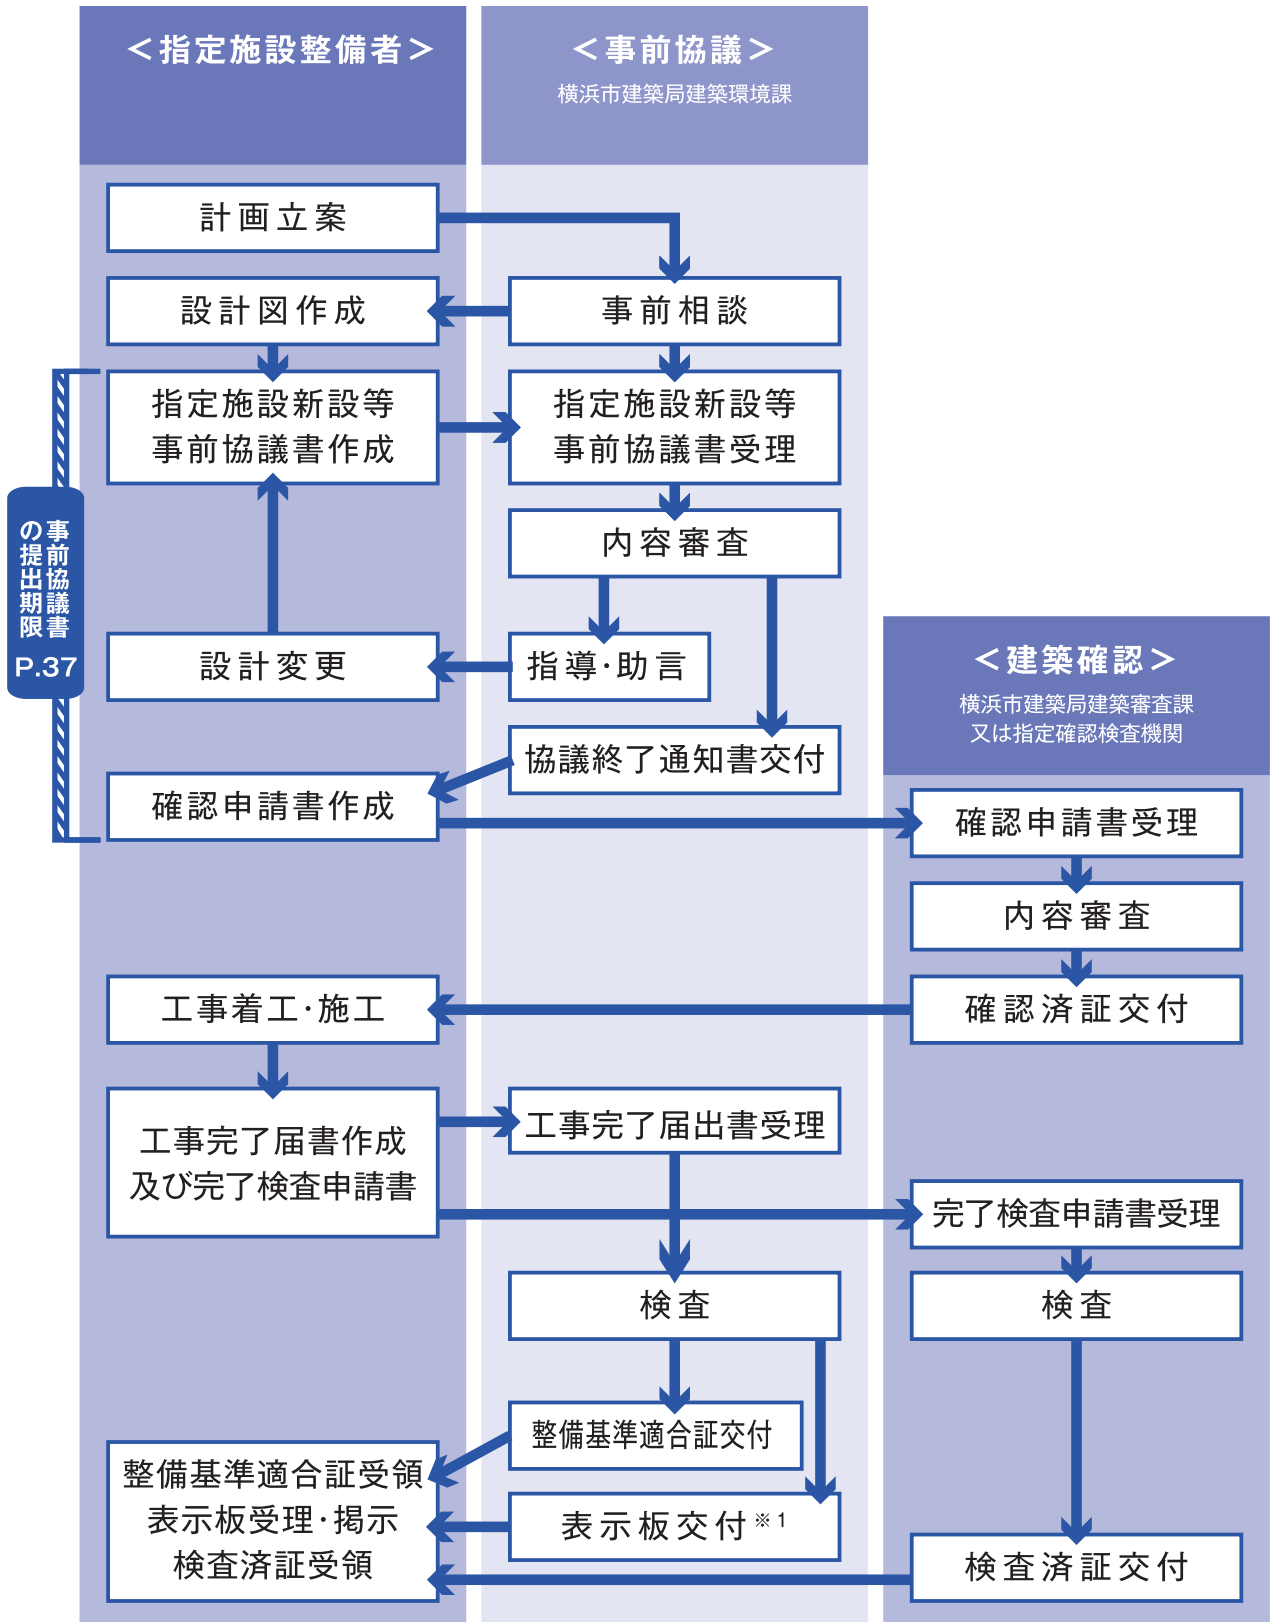 ＜指定施設整備者＞
＜事前協議＞
横浜市建築局建築環境課
計画立案
設計図作成
事前相談
指定施設新設等
事前協議書作成
指定施設新設等
事前協議書受理
内容審査
事前協議書
の提出期限
P.37
設計変更
指導・助言
＜建築確認＞
横浜市建築局建築審査課
又は指定確認検査機関
協議終了通知書交付
確認申請書作成
確認申請書受理
内容審査
工事着工・施工
確認済証交付
工事完了届書作成
及び完了検査申請書
工事完了届出書受理
完了検査申請書受理
検査
検査
整備基準適合証交付
整備基準適合証受領
表示板受理・掲示
検査済証受領
表示板交付※1
検査済証交付